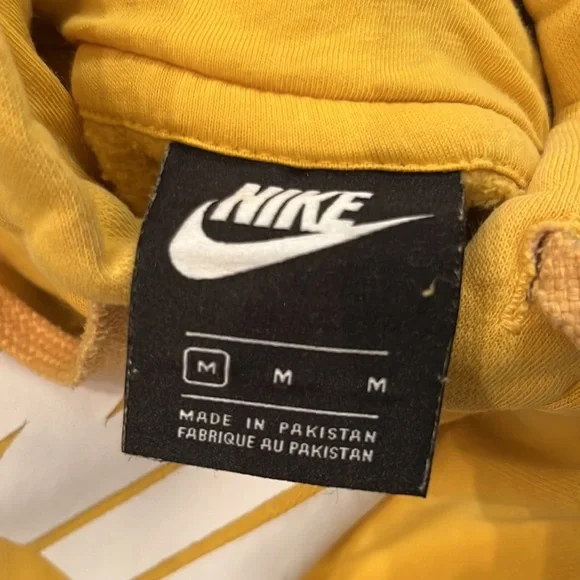 NIKE
M M M
MADE IN PAKISTAN
FABRIQUE AU PAKISTAN